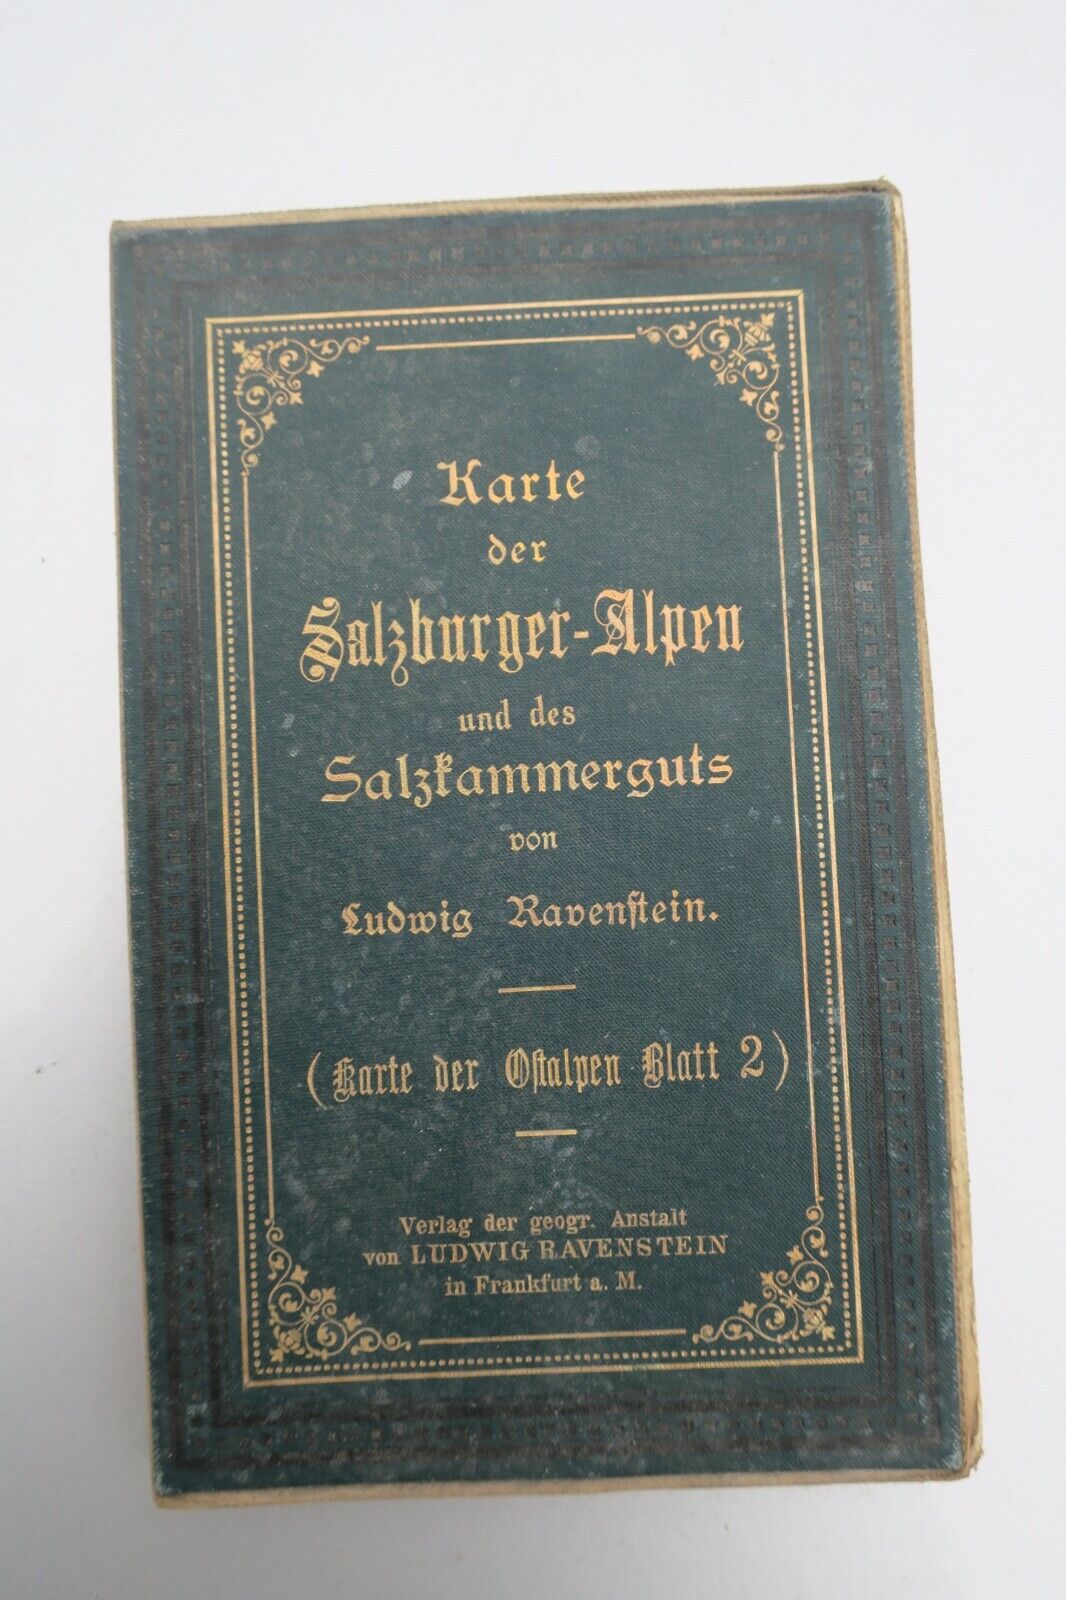 Karte
der
Salzburger-Alpen
und des
Salzkammerguts
von
Ludwig Ravenstein.
(Karte der Ostalpen Blatt 2)
Verlag der geogr. Anstalt
von LUDWIG RAVENSTEIN
in Frankfurt a. M.